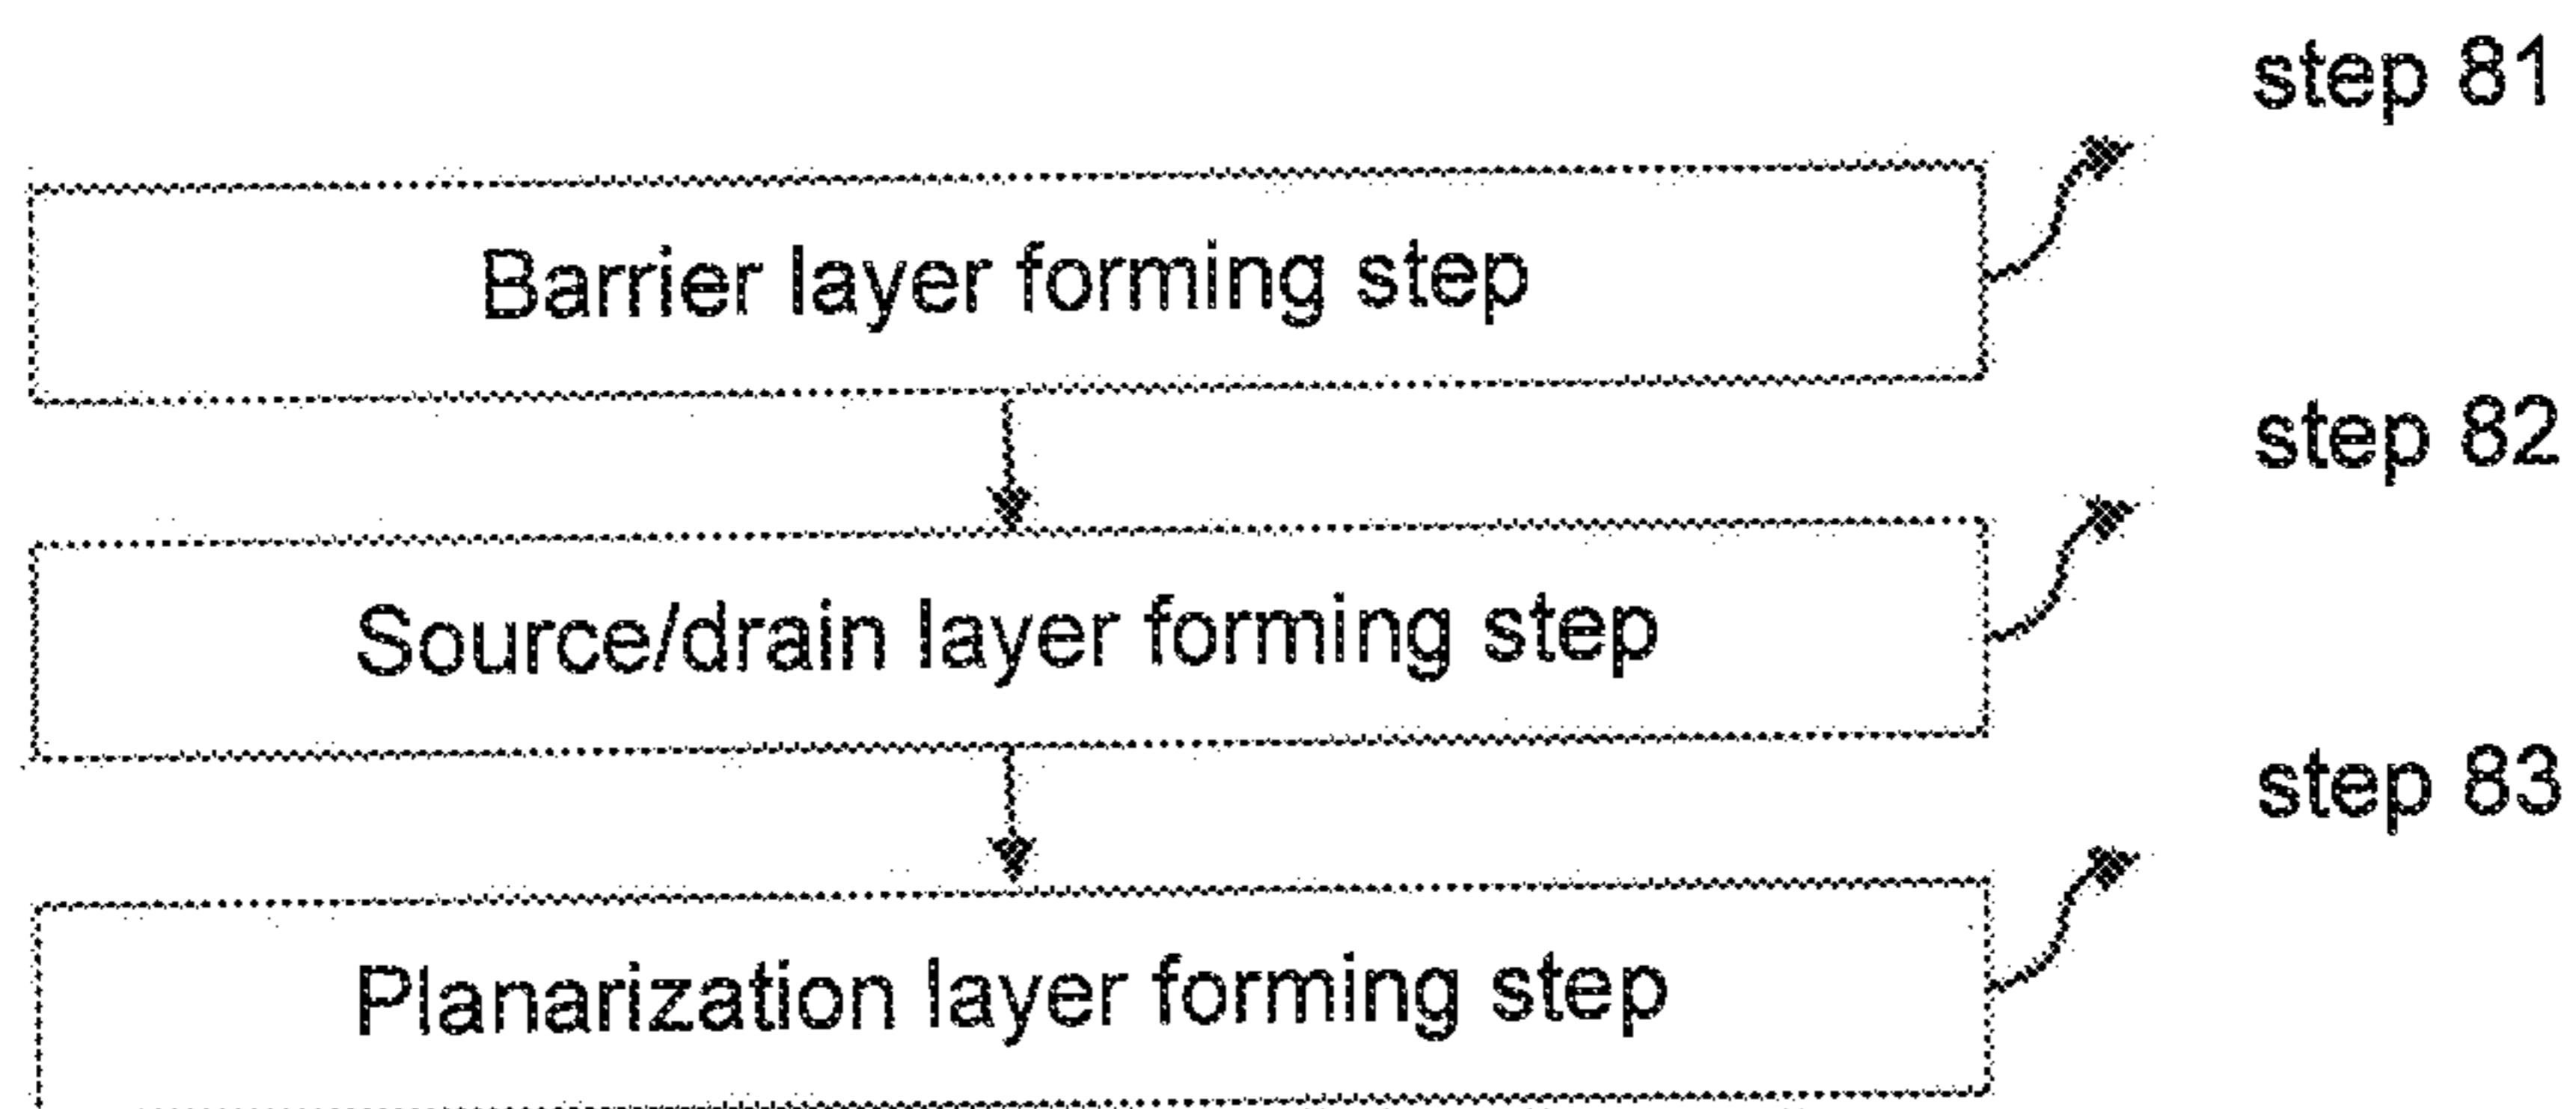 step 81
Barrier layer forming step
step 82
Source/drain layer forming step
step 83
Planarization layer forming step